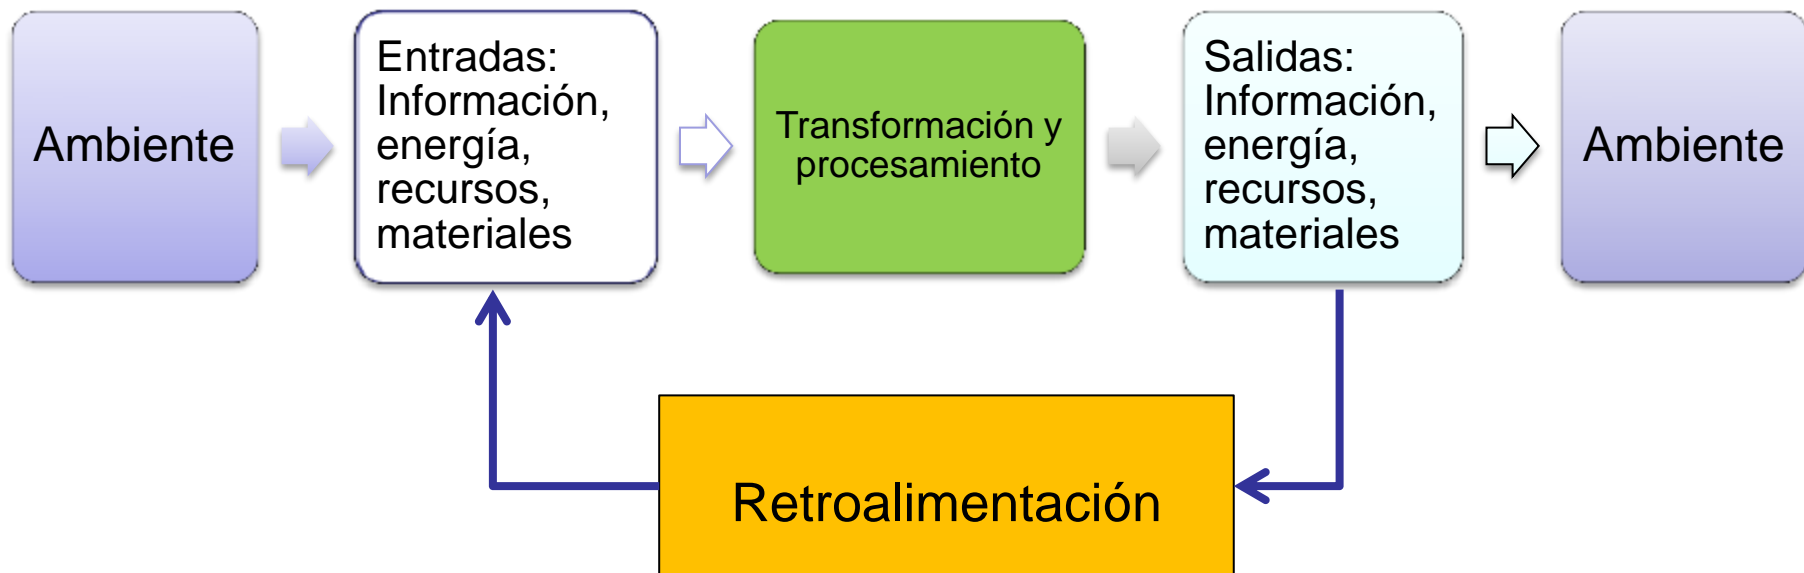 Ambiente
Entradas:
Información,
energía,
recursos,
materiales
Transformación y
procesamiento
Salidas:
Información,
energía,
recursos,
materiales
Ambiente
Retroalimentación